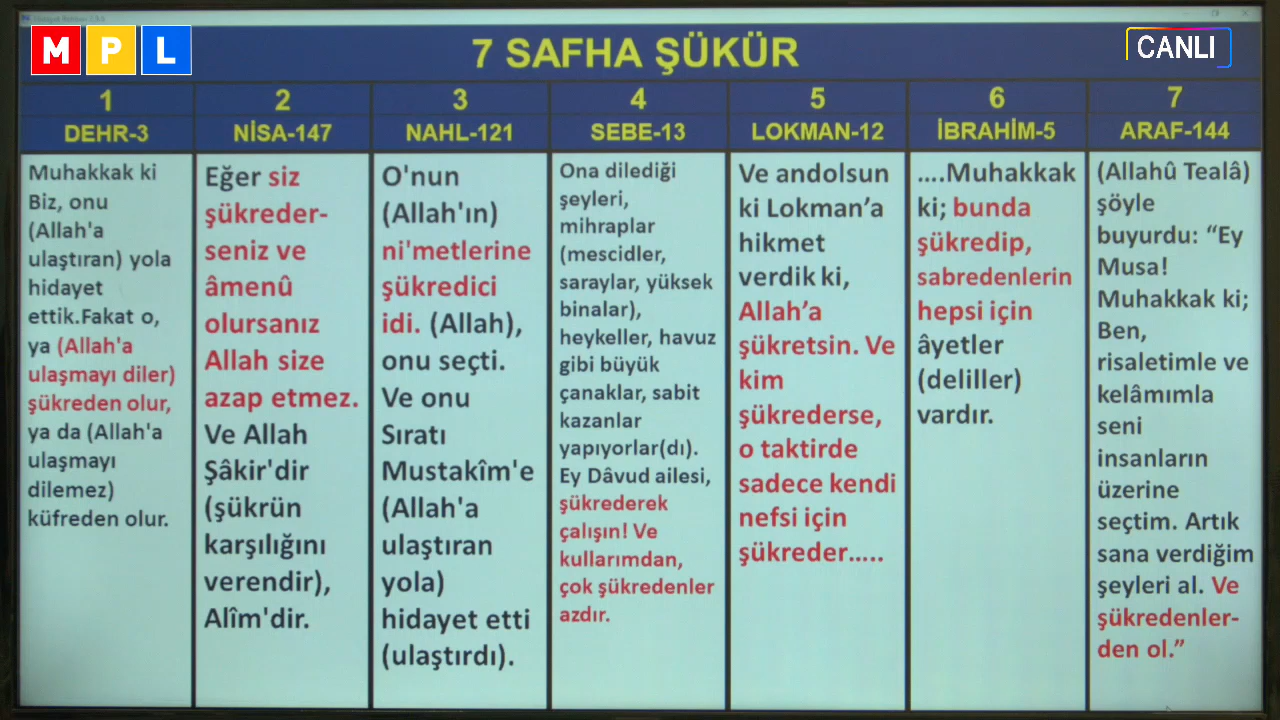 MPL
CANLI
7 SAFHA ŞÜKÜR
1
DEHR-3
Muhakkak ki
Biz, onu
(Allah'a
ulaştıran) yola
hidayet
ettik.Fakat o,
ya (Allah'a
ulaşmayı diler)
şükreden olur,
ya da (Allah'a
ulaşmayı
dilemez)
küfreden olur.
2
NİSA-147
Eğer siz
şükreder-
seniz ve
âmenû
olursanız
Allah size
azap etmez.
Ve Allah
Şâkir'dir
(şükrün
karşılığını
verendir),
Alîm'dir.
3
NAHL-121
O'nun
(Allah'ın)
ni'metlerine
şükredici
idi. (Allah),
onu seçti.
Ve onu
Sıratı
Mustakîm'e
(Allah'a
ulaştıran
yola)
hidayet etti
(ulaştırdı).
4
SEBE-13
Ona dilediği
şeyleri,
mihraplar
(mescidler,
saraylar, yüksek
binalar),
heykeller, havuz
gibi büyük
çanaklar, sabit
kazanlar
yapıyorlar(dı).
Ey Dâvud ailesi,
şükrederek
çalışın! Ve
kullarımdan,
çok şükredenler
azdır.
5
LOKMAN-12
Ve andolsun
ki Lokman’a
hikmet
verdik ki,
Allah’a
şükretsin. Ve
kim
şükrederse,
o taktirde
sadece kendi
nefsi için
şükreder…..
6
İBRAHİM-5
….Muhakkak
ki; bunda
şükredip,
sabredenlerin
hepsi için
âyetler
(deliller)
vardır.
7
ARAF-144
(Allahû Tealâ)
şöyle
buyurdu: “Ey
Musa!
Muhakkak ki;
Ben,
risaletimle ve
kelâmımla
seni
insanların
üzerine
seçtim. Artık
sana verdiğim
şeyleri al. Ve
şükredenler-
den ol.”